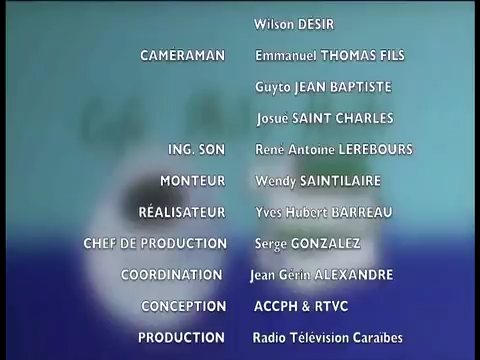 Wilson DESIR
CAMÉRAMAN Emmanuel THOMAS FILS
Guyto JEAN BAPTISTE
Josué SAINT CHARLES
ING. SON René Antoine LEREBOURS
MONTEUR Wendy SAINTILAIRE
RÉALISATEUR Yves Hubert BARREAU
CHEF DE PRODUCTION Serge GONZALEZ
COORDINATION Jean Gérin ALEXANDRE
CONCEPTION ACCPH & RTVC
PRODUCTION Radio Télévision Caraïbes